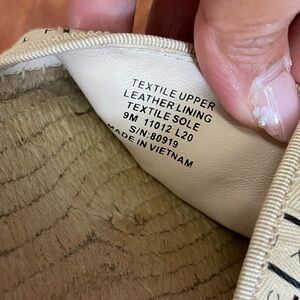 TEXTILE UPPER
LEATHER LINING
TEXTILE SOLE
9M 11012 L20
S/N:80919
MADE IN VIETNAM